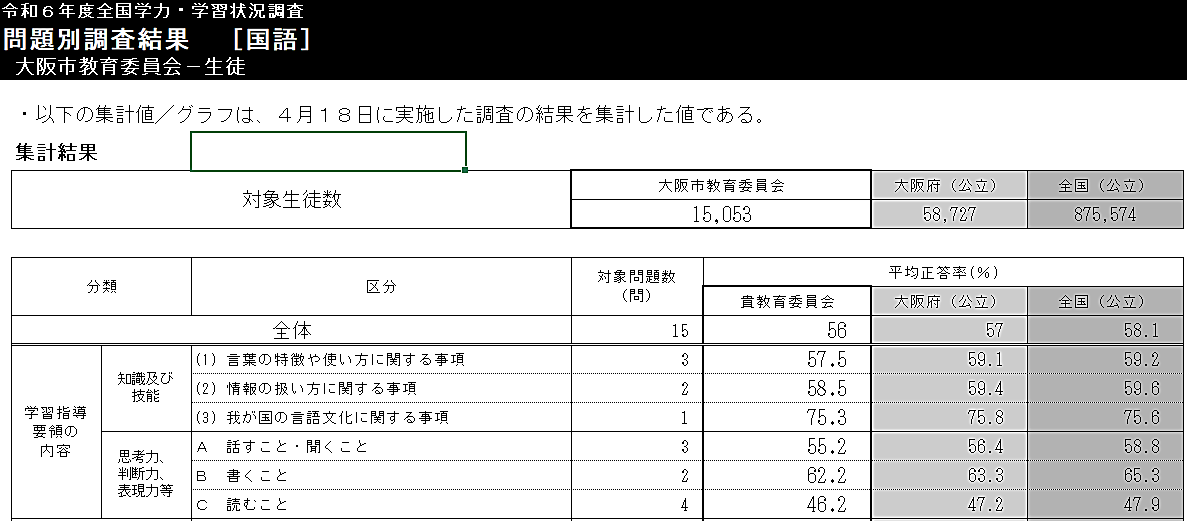 令和６年度全国学力・学習状況調査
問題別調査結果　［国語］
大阪市教育委員会－生徒
・以下の集計値／グラフは、４月１８日に実施した調査の結果を集計した値である。
集計結果
対象生徒数 大阪市教育委員会 大阪府（公立） 全国（公立）
15,053 58,727 875,574
分類 区分 対象問題数（問） 平均正答率(％)
貴教育委員会 大阪府（公立） 全国（公立）
全体 15 56 57 58.1
学習指導要領の内容
知識及び技能
(1) 言葉の特徴や使い方に関する事項 3 57.5 59.1 59.2
(2) 情報の扱い方に関する事項 2 58.5 59.4 59.6
(3) 我が国の言語文化に関する事項 1 75.3 75.8 75.6
思考力、判断力、表現力等
Ａ 話すこと・聞くこと 3 55.2 56.4 58.8
Ｂ 書くこと 2 62.2 63.3 65.3
Ｃ 読むこと 4 46.2 47.2 47.9